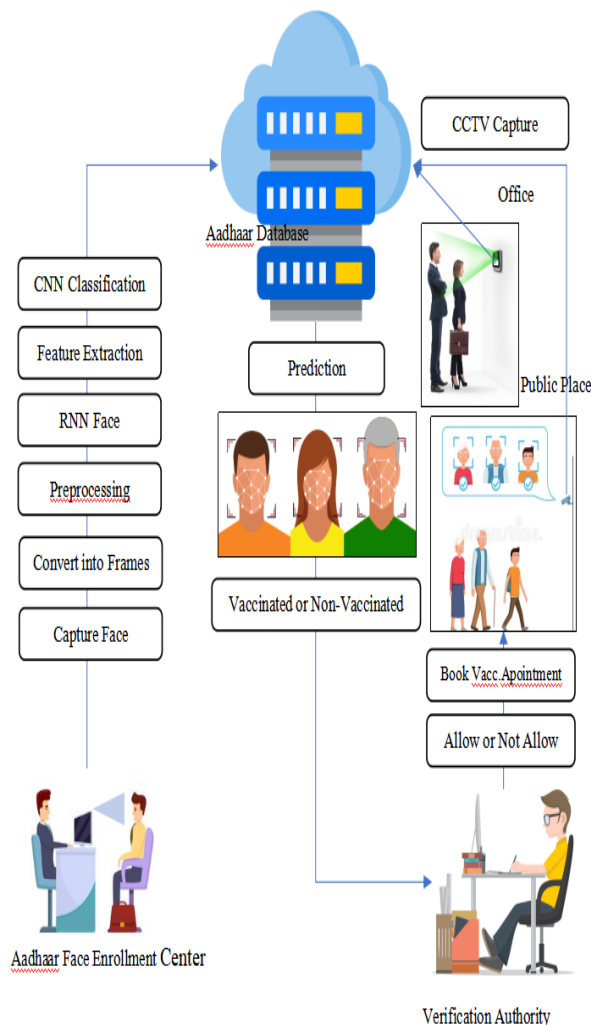 CCTV Capture
Office
Aadhaar Database
CNN Classification
Feature Extraction
RNN Face
Preprocessing
Convert into Frames
Capture Face
Prediction
Public Place
dreamstime.
Vaccinated or Non-Vaccinated
Book Vacc.Apointment
Allow or Not Allow
Aadhaar Face Enrollment Center
Verification Authority